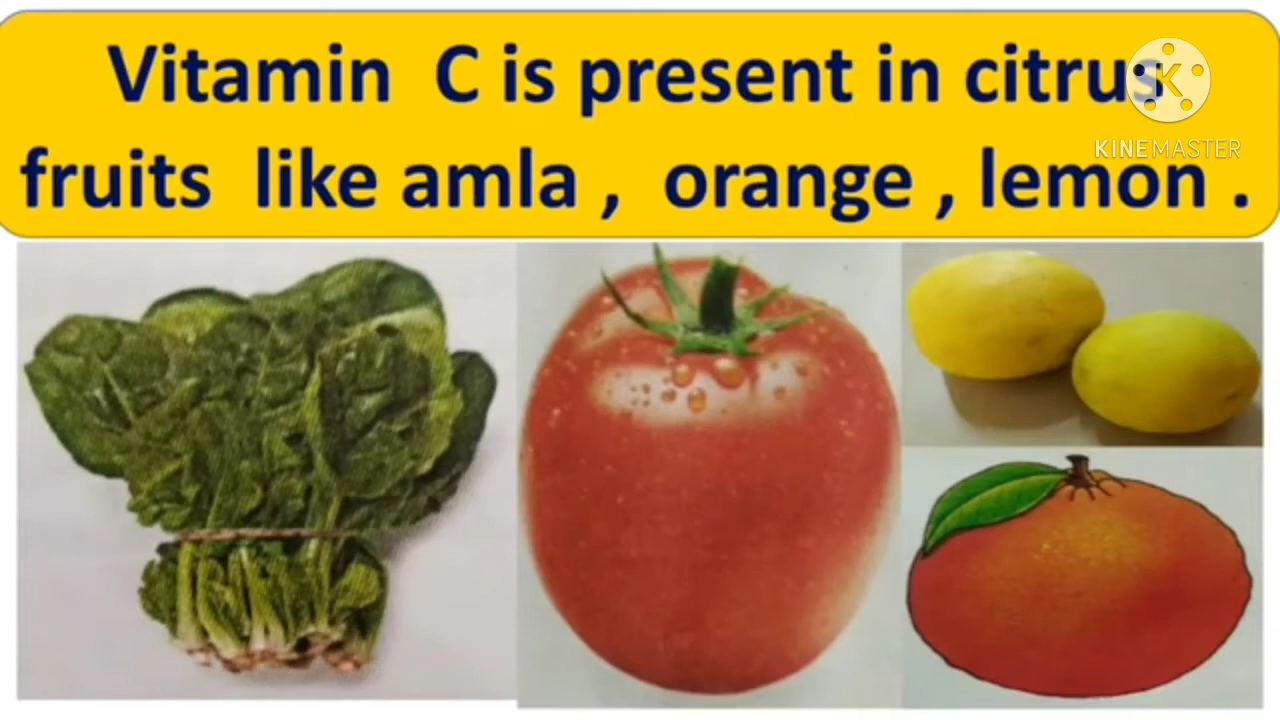 Vitamin C is present in citrus
fruits like amla , orange , lemon .
KINEMASTER